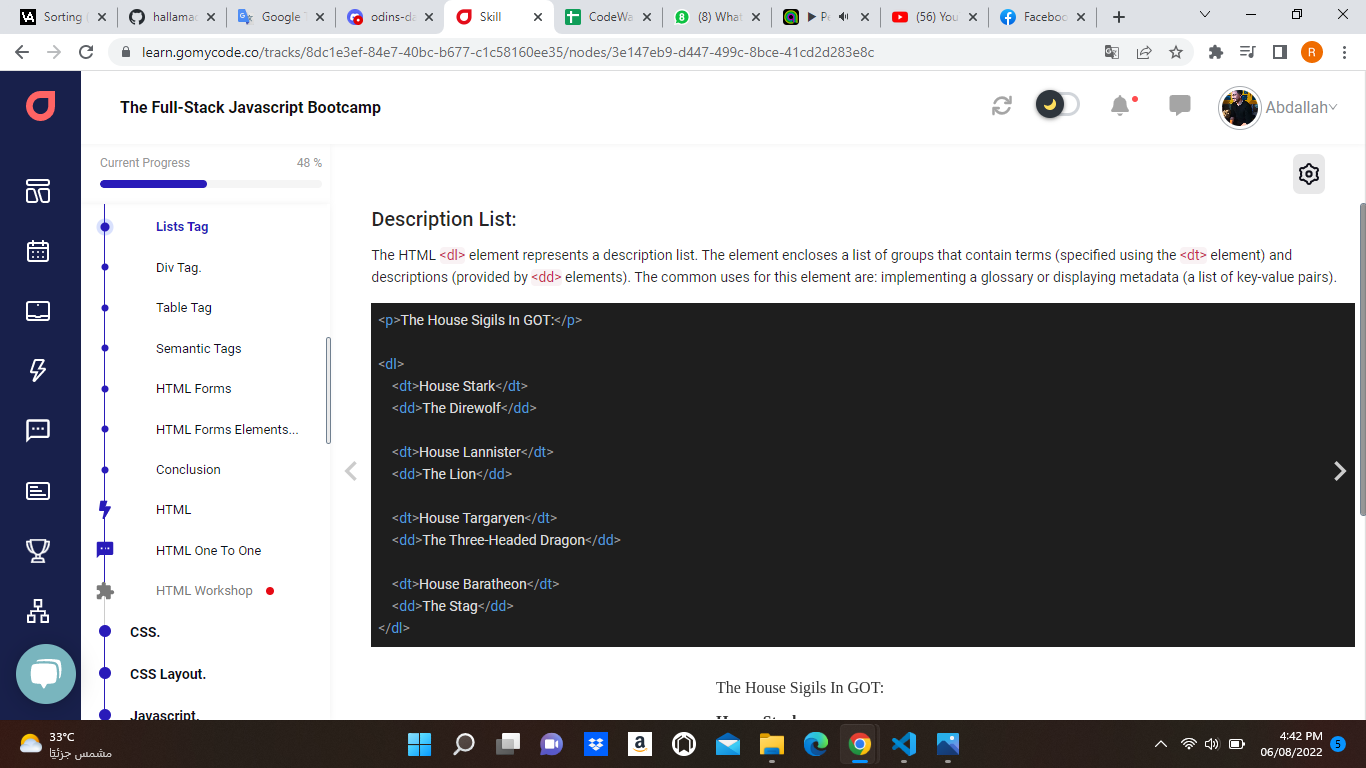 Sorting (
hallamac
Google T
odins-da
Skill
CodeWa
(8) What
Pe
(56) You
Faceboo
learn.gomycode.co/tracks/8dc1e3ef-84e7-40bc-b677-c1c58160ee35/nodes/3e147eb9-d447-499c-8bce-41cd2d283e8c
R
The Full-Stack Javascript Bootcamp
Abdallah
Current Progress 48 %
Lists Tag
Div Tag.
Table Tag
Semantic Tags
HTML Forms
HTML Forms Elements...
Conclusion
HTML
HTML One To One
HTML Workshop
CSS.
CSS Layout.
Javascript.
Description List:
The HTML <dl> element represents a description list. The element encloses a list of groups that contain terms (specified using the <dt> element) and
descriptions (provided by <dd> elements). The common uses for this element are: implementing a glossary or displaying metadata (a list of key-value pairs).
<p>The House Sigils In GOT:</p>
<dl>
<dt>House Stark</dt>
<dd>The Direwolf</dd>
<dt>House Lannister</dt>
<dd>The Lion</dd>
<dt>House Targaryen</dt>
<dd>The Three-Headed Dragon</dd>
<dt>House Baratheon</dt>
<dd>The Stag</dd>
</dl>
The House Sigils In GOT:
House Stark
33°C
مشمس جزئيًا
4:42 PM
06/08/2022
5